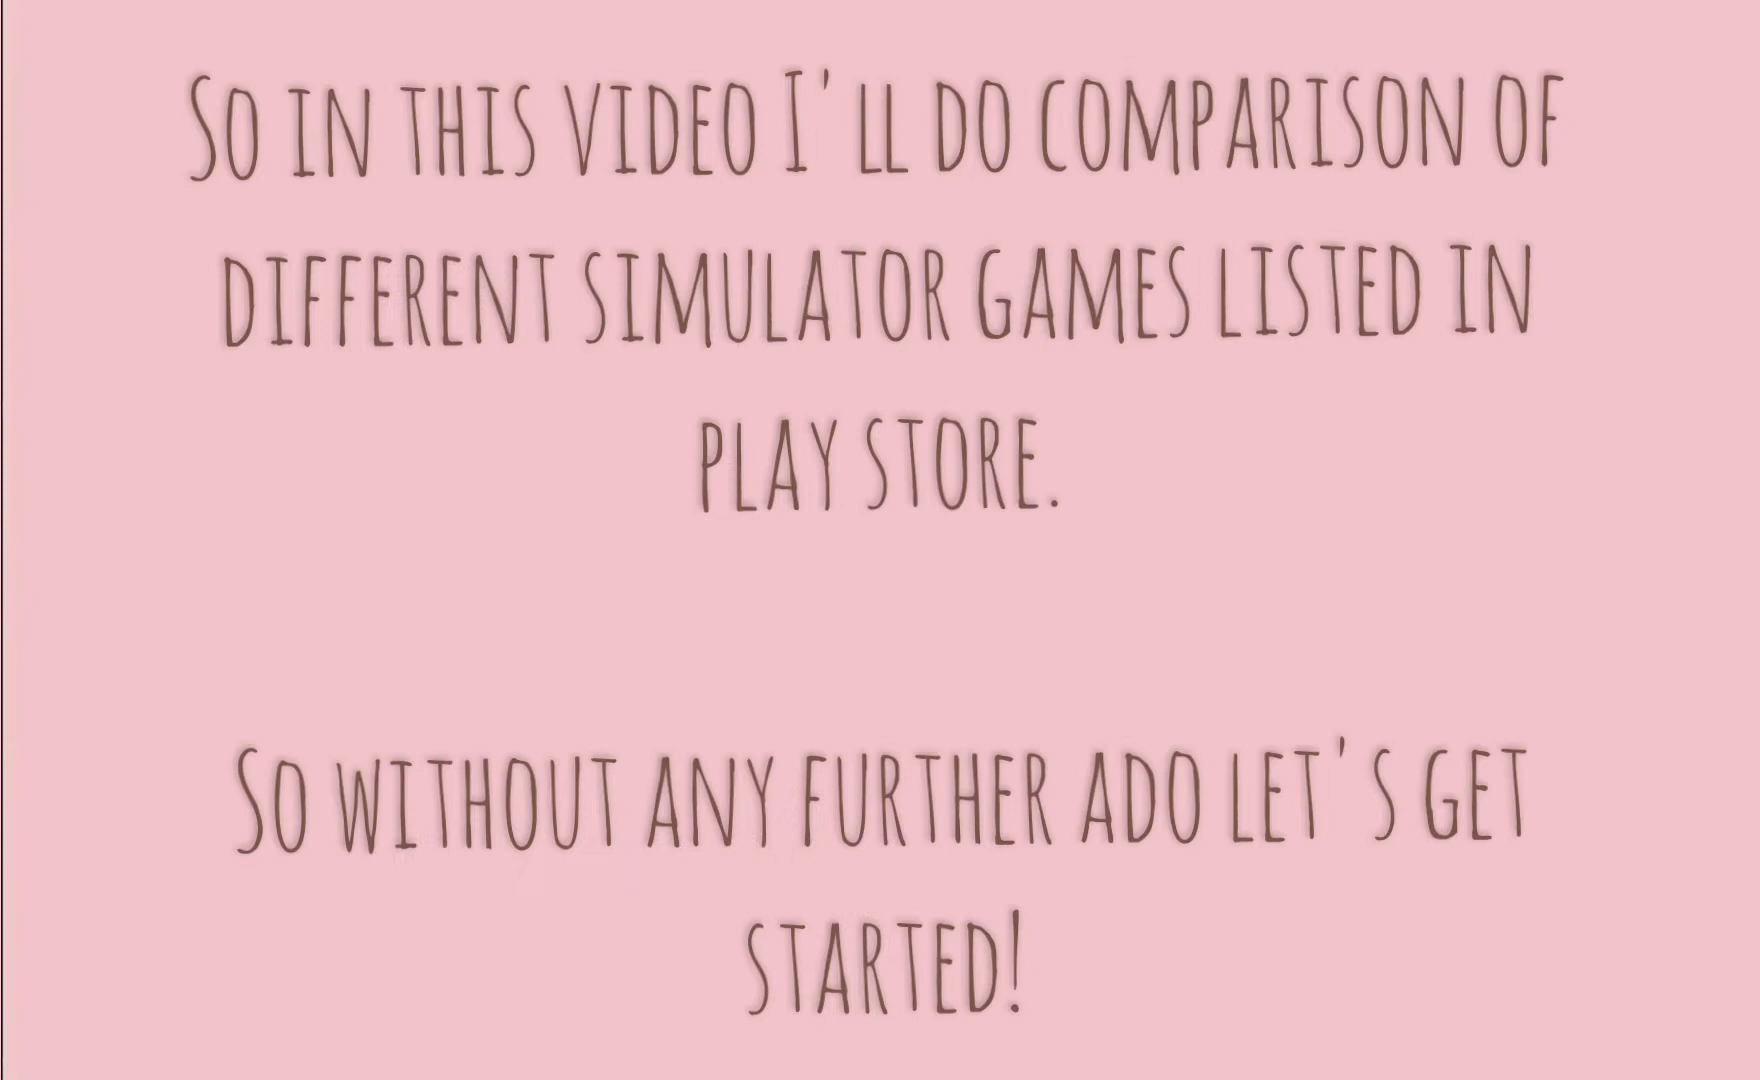 So in this video I'll do comparison of
different simulator games listed in
play store.
So without any further ado let's get
started!